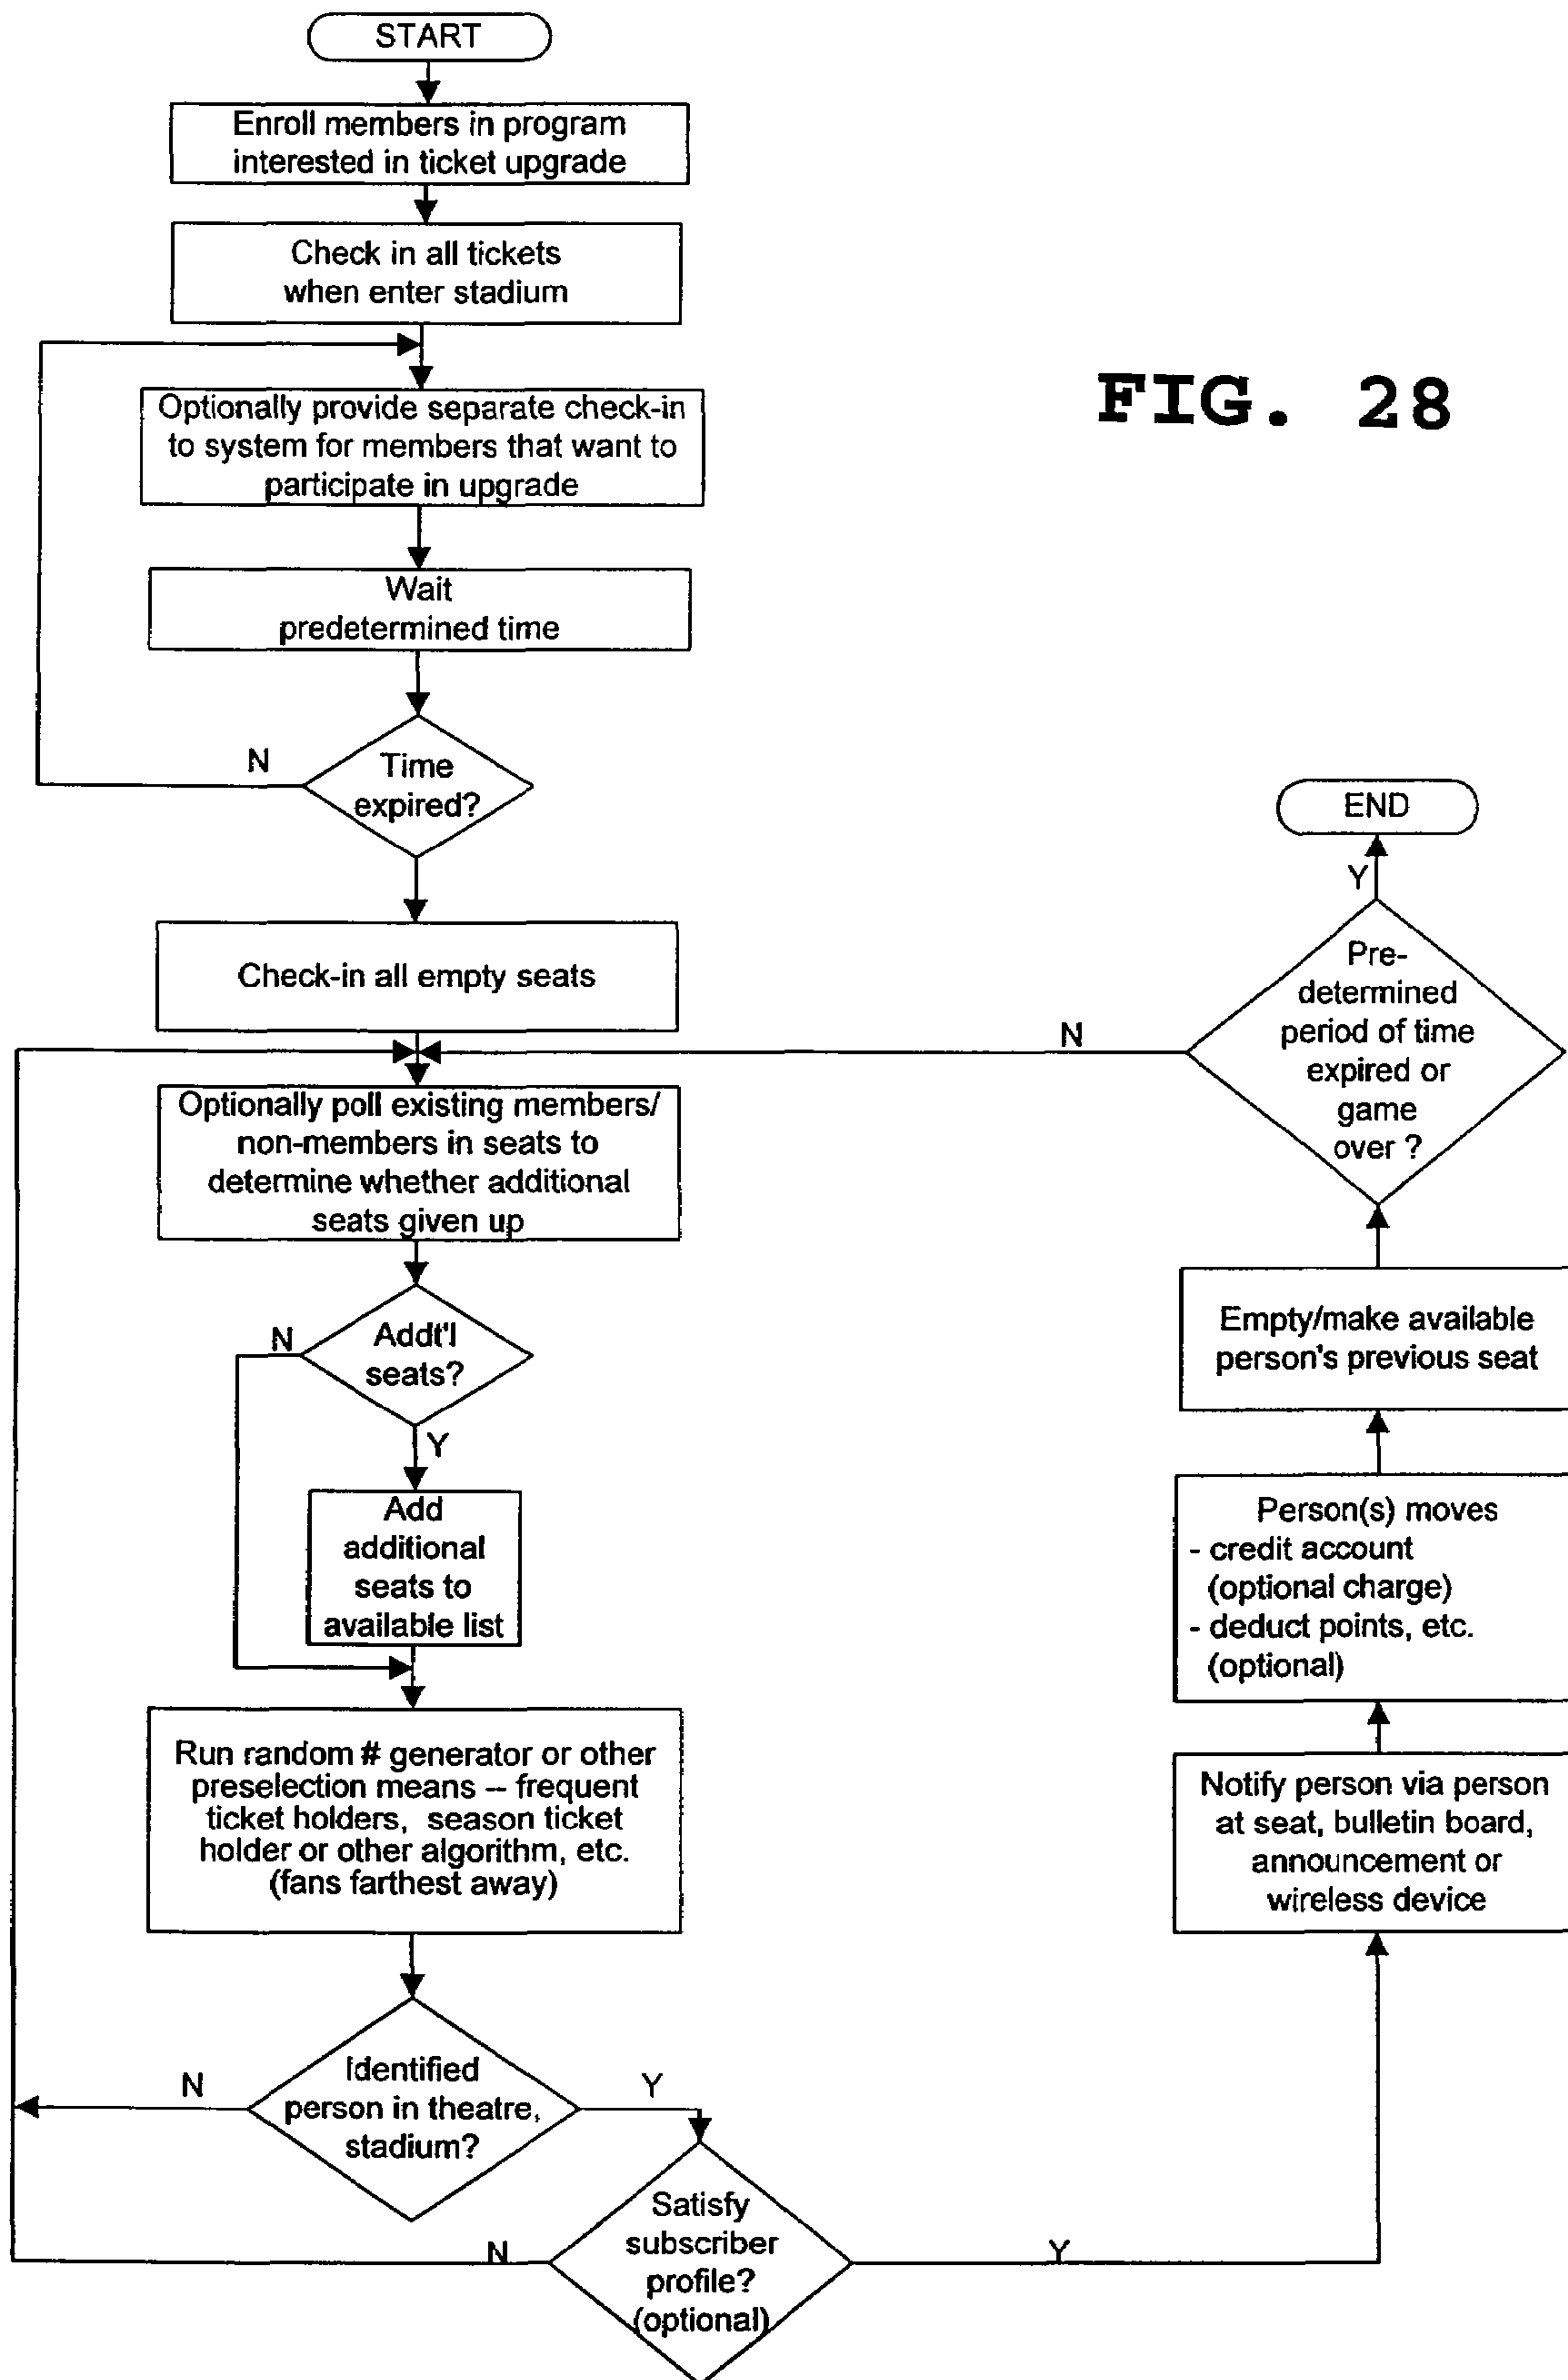 START
Enroll members in program
interested in ticket upgrade
Check in all tickets
when enter stadium
FIG. 28
Optionally provide separate check-in
to system for members that want to
participate in upgrade
Wait
predetermined time
N
Time
expired?
Check-in all empty seats
Optionally poll existing members/
non-members in seats to
determine whether additional
seats given up
N
Addt'l
seats?
Y
Add
additional
seats to
available list
Run random # generator or other
preselection means -- frequent
ticket holders, season ticket
holder or other algorithm, etc.
(fans farthest away)
N
Identified
person in theatre,
stadium?
Y
N
Satisfy
subscriber
profile?
(optional)
Y
Notify person via person
at seat, bulletin board,
announcement or
wireless device
Person(s) moves
- credit account
(optional charge)
- deduct points, etc.
(optional)
Empty/make available
person's previous seat
N
Pre-
determined
period of time
expired or
game
over ?
Y
END